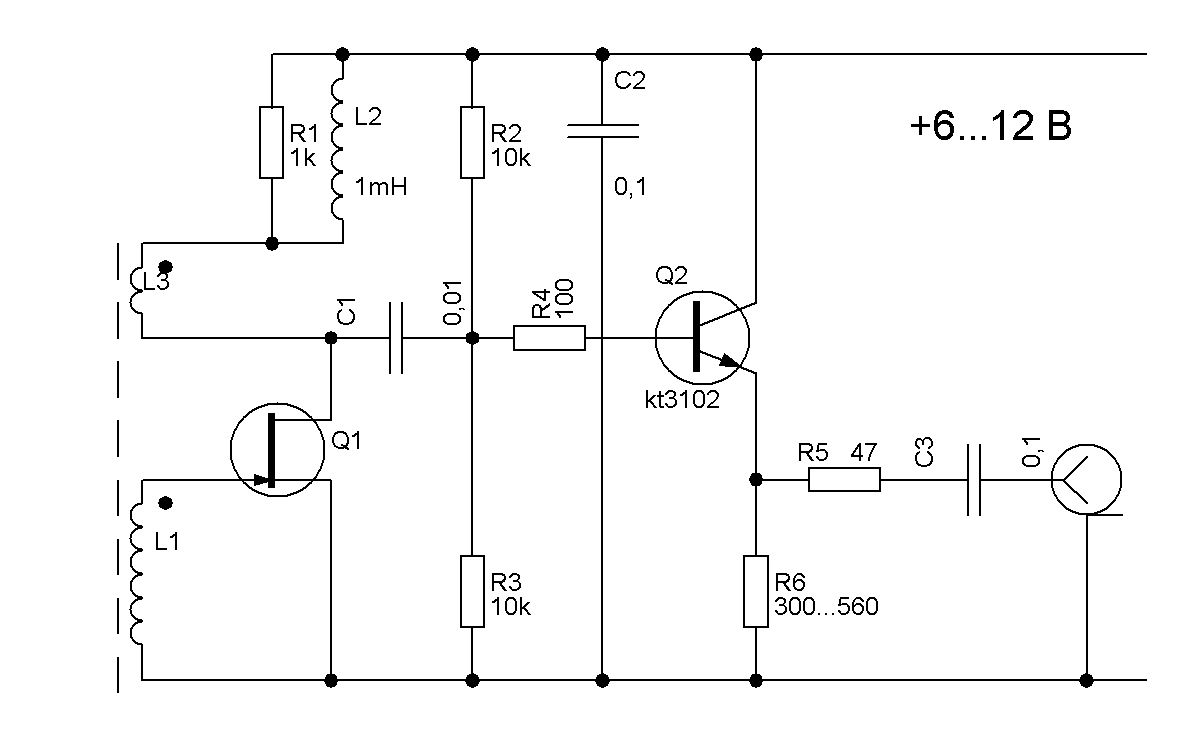 C2
L2
+6...12 В
R1
1k
R2
10k
1mH
0,1
L3
C1
0,01
R4
100
Q2
kt3102
Q1
R5 47
C3
0,1
L1
R3
10k
R6
300...560